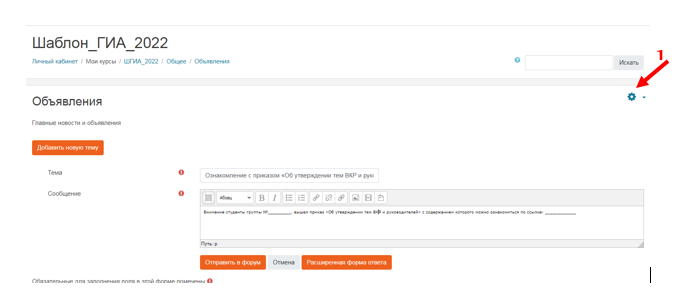 Шаблон_ГИА_2022
Личный кабинет / Мои курсы / ШГИА_2022 / Общее / Объявления
Искать
1
Объявления
Главные новости и объявления
Добавить новую тему
Тема
Ознакомление с приказом «Об утверждении тем ВКР и рук
Сообщение
Абзац
B I
Внимание студенты группы №________, вышел приказ «Об утверждении тем ВКР и руководителей» с содержанием которого можно ознакомиться по ссылке: ___________
Путь: p
Отправить в форум Отмена Расширенная форма ответа
Обязательные для заполнения поля в этой форме помечены